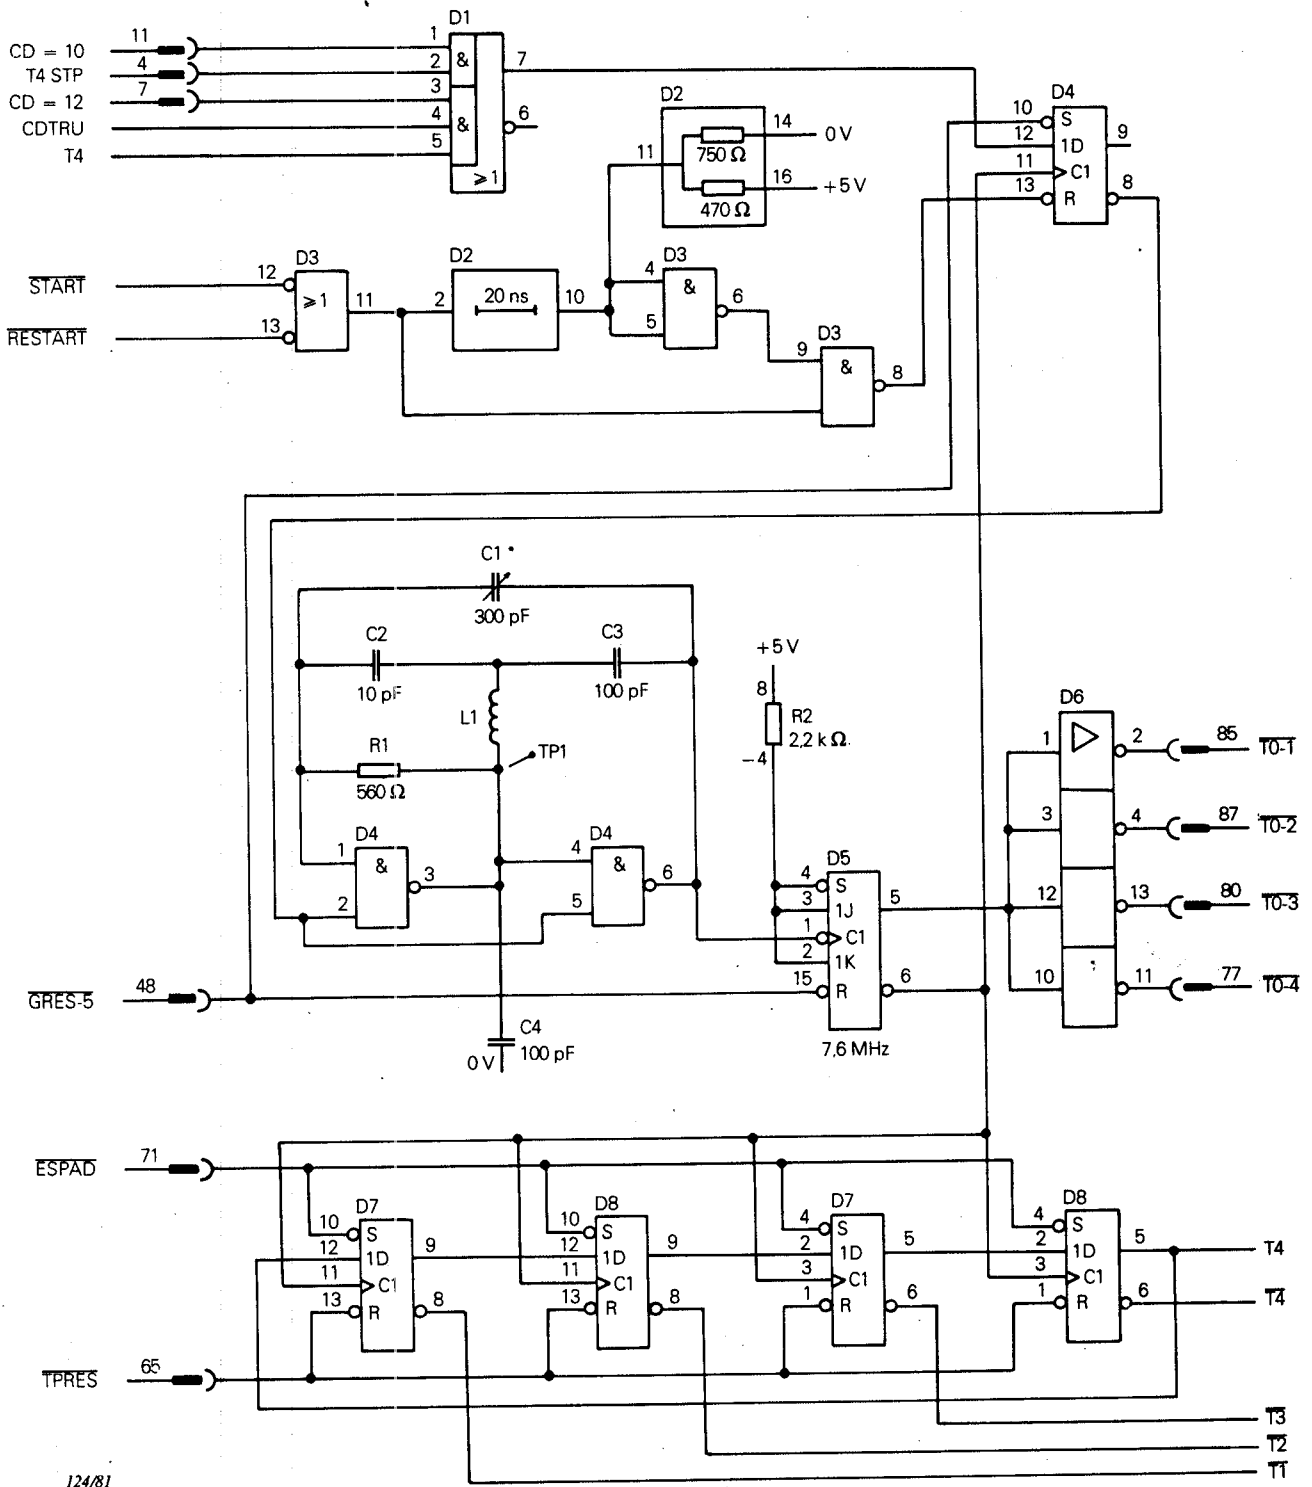 D1
CD = 10 11 1 & 7
T4 STP 4 2
CD = 12 7 3
CDTRU 4 & 6
T4 5
≥1
D2
11 750 Ω 14 0 V
470 Ω 16 +5 V
D4
10 S
12 1D 9
11 C1
13 R 8
D3
START 12 ≥1 11
RESTART 13
D2
2 20 ns 10
D3
4 & 6
5
D3
9 & 8
C1
300 pF
C2
10 pF
C3
100 pF
L1
TP1
R1
560 Ω
D4
1 & 3
2
D4
4 & 6
5
+5 V
8
R2
2,2 k Ω
4
D5
4 S
3 1J 5
1 C1
2 1K
15 R 6
7,6 MHz
D6
1 2 85 T0-1
3 4 87 T0-2
12 13 80 T0-3
10 11 77 T0-4
GRES-5 48
C4
100 pF
0 V
ESPAD 71
D7
10 S
12 1D 9
11 C1
13 R 8
D8
10 S
12 1D 9
11 C1
13 R 8
D7
4 S
2 1D 5
3 C1
1 R 6
D8
4 S
2 1D 5 T4
3 C1
1 R 6 T4
TPRES 65
T3
T2
T1
124/81